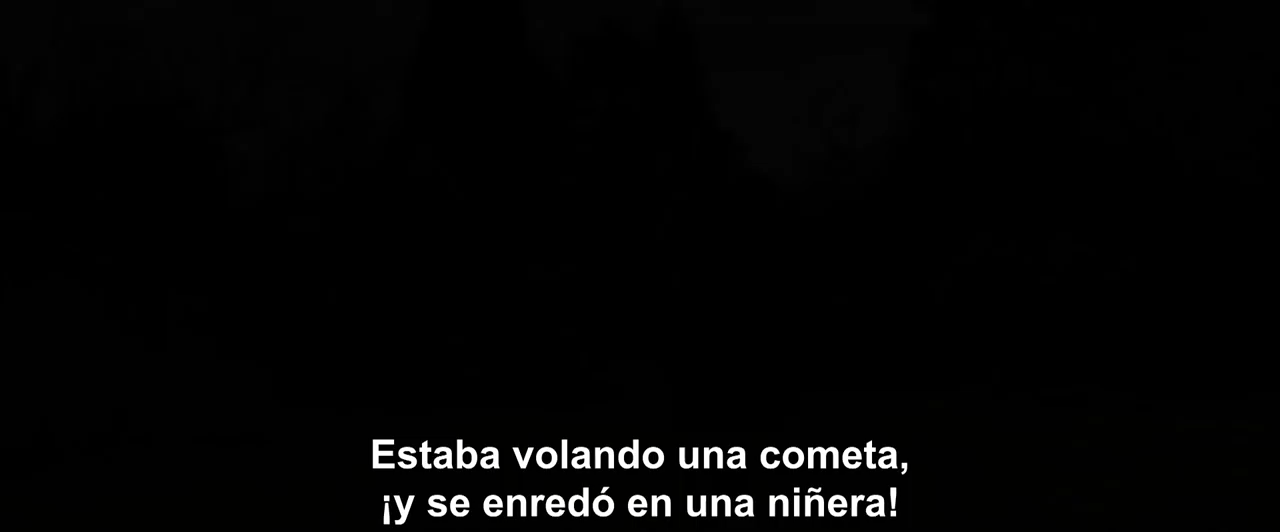 Estaba volando una cometa,
¡y se enredó en una niñera!